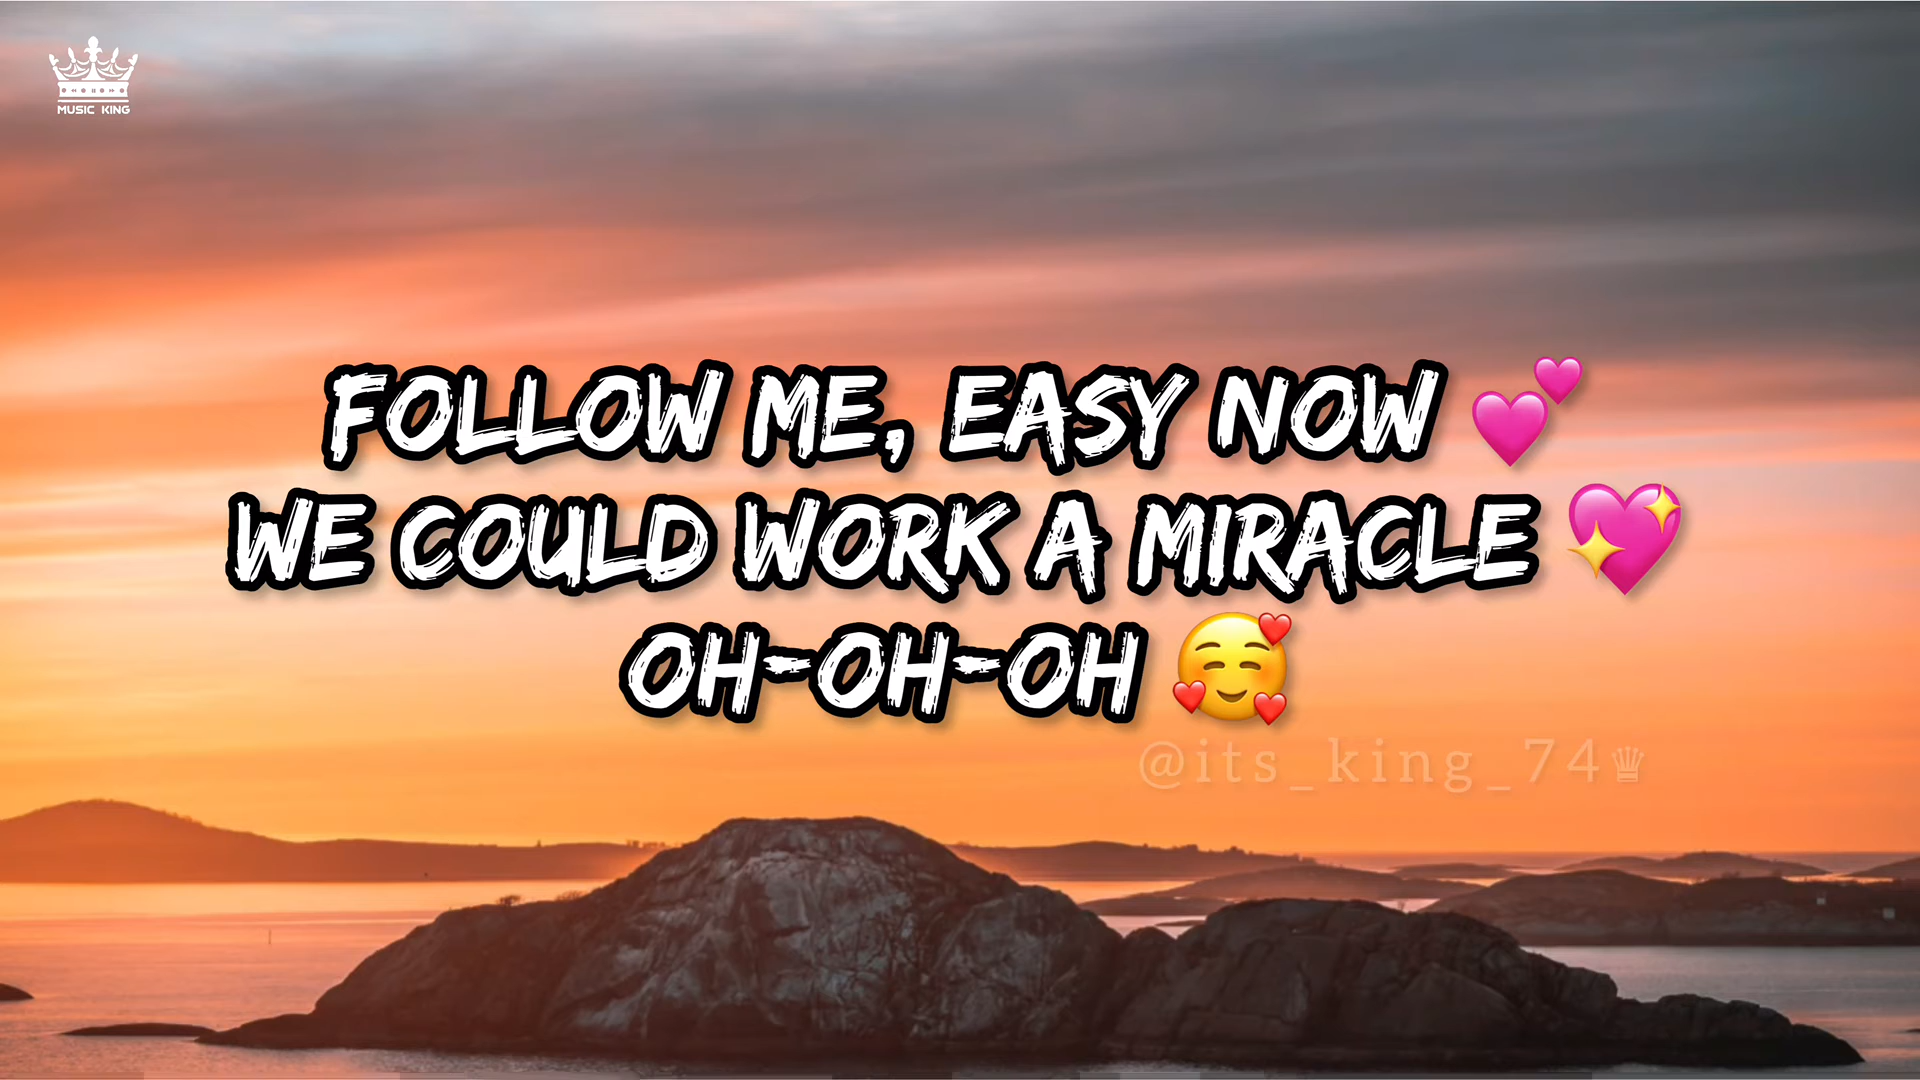 MUSIC KING
FOLLOW ME, EASY NOW 💕
WE COULD WORK A MIRACLE 💖
OH-OH-OH 🥰
@its_king_74♛